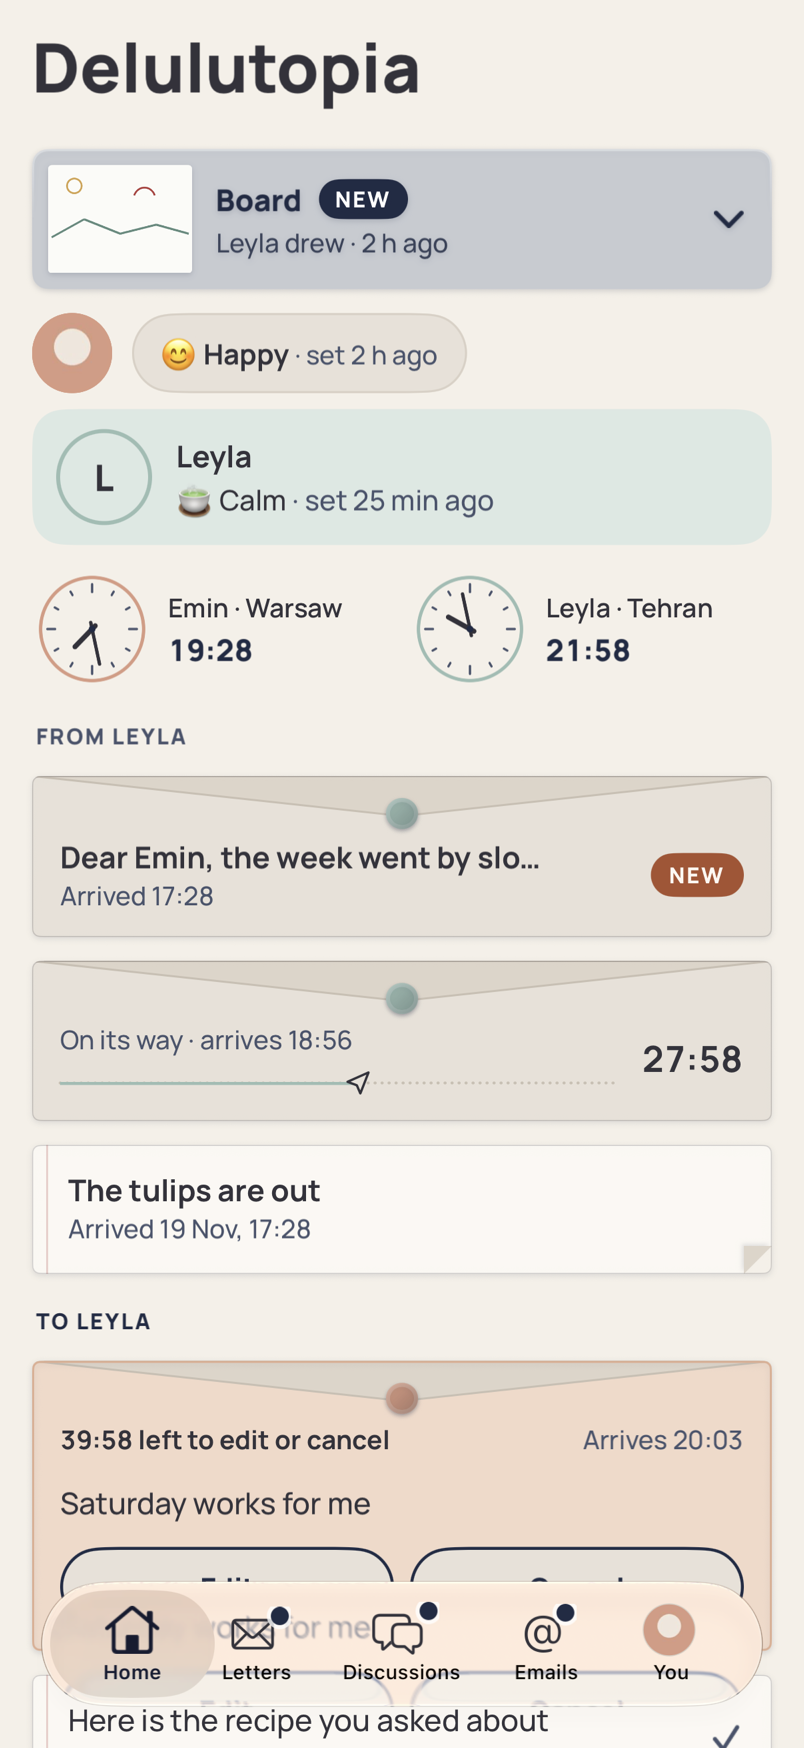 Delulutopia
Board NEW
Leyla drew · 2 h ago
😊 Happy · set 2 h ago
L
Leyla
🍵 Calm · set 25 min ago
Emin · Warsaw
19:28
Leyla · Tehran
21:58
FROM LEYLA
Dear Emin, the week went by slo...
Arrived 17:28
NEW
On its way · arrives 18:56
27:58
The tulips are out
Arrived 19 Nov, 17:28
TO LEYLA
39:58 left to edit or cancel
Arrives 20:03
Saturday works for me
works for me
Home
Letters
Discussions
@
Emails
You
Here is the recipe you asked about